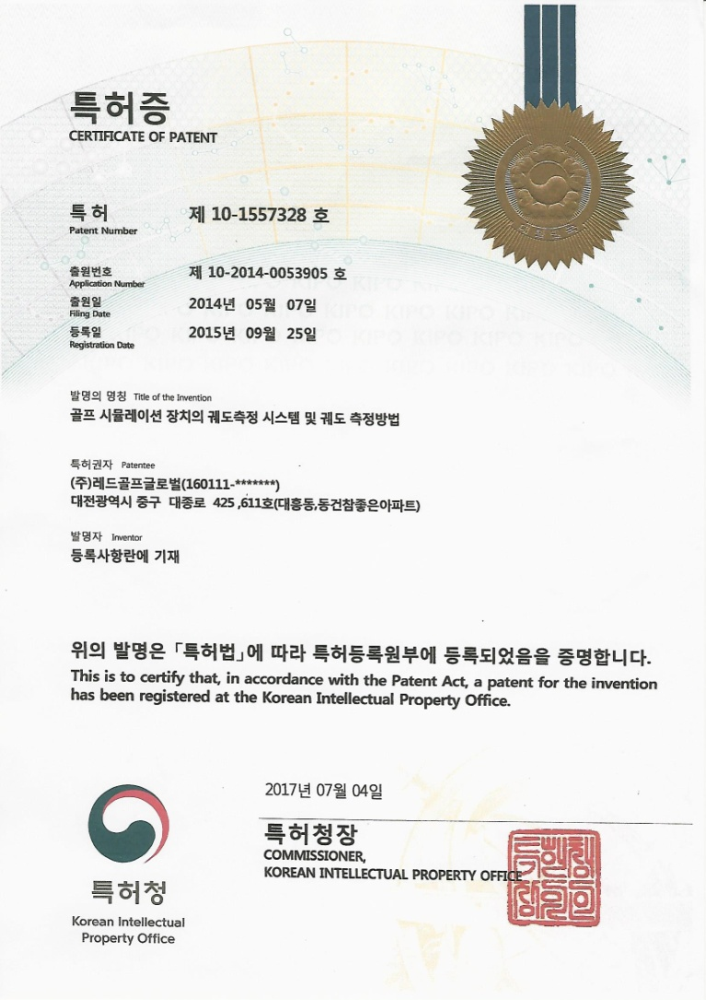 특허증
CERTIFICATE OF PATENT
특허 제 10-1557328 호
Patent Number
출원번호 제 10-2014-0053905 호
Application Number
출원일 2014년 05월 07일
Filing Date
등록일 2015년 09월 25일
Registration Date
발명의 명칭 Title of the Invention
골프 시뮬레이션 장치의 궤도측정 시스템 및 궤도 측정방법
특허권자 Patentee
(주)레드골프글로벌(160111-*******)
대전광역시 중구 대종로 425 ,611호(대흥동,동건참좋은아파트)
발명자 Inventor
등록사항란에 기재
위의 발명은 「특허법」에 따라 특허등록원부에 등록되었음을 증명합니다.
This is to certify that, in accordance with the Patent Act, a patent for the invention
has been registered at the Korean Intellectual Property Office.
2017년 07월 04일
특허청장
COMMISSIONER,
KOREAN INTELLECTUAL PROPERTY OFFICE
특허청
Korean Intellectual
Property Office